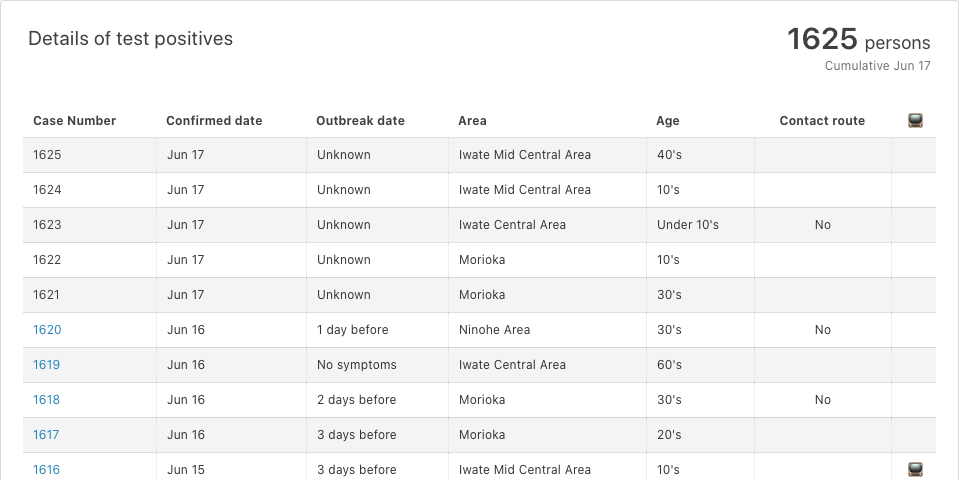 Details of test positives
1625 persons
Cumulative Jun 17
Case Number Confirmed date Outbreak date Area Age Contact route
1625 Jun 17 Unknown Iwate Mid Central Area 40's
1624 Jun 17 Unknown Iwate Mid Central Area 10's
1623 Jun 17 Unknown Iwate Central Area Under 10's No
1622 Jun 17 Unknown Morioka 10's
1621 Jun 17 Unknown Morioka 30's
1620 Jun 16 1 day before Ninohe Area 30's No
1619 Jun 16 No symptoms Iwate Central Area 60's
1618 Jun 16 2 days before Morioka 30's No
1617 Jun 16 3 days before Morioka 20's
1616 Jun 15 3 days before Iwate Mid Central Area 10's